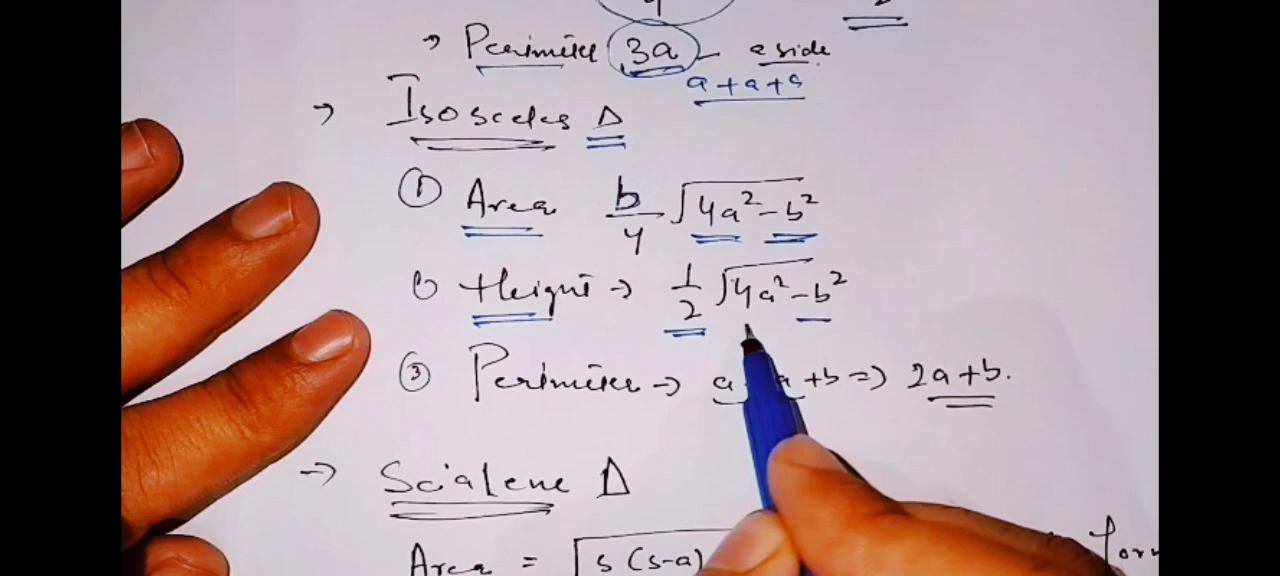 → Perimeter 3a - a side
a + a + a
→ Isosceles Δ
① Area b/4 √4a² - b²
② Height → 1/2 √4a² - b²
③ Perimeter → a + a + b ⇒ 2a + b.
→ Scalene Δ
Area = √s(s-a)